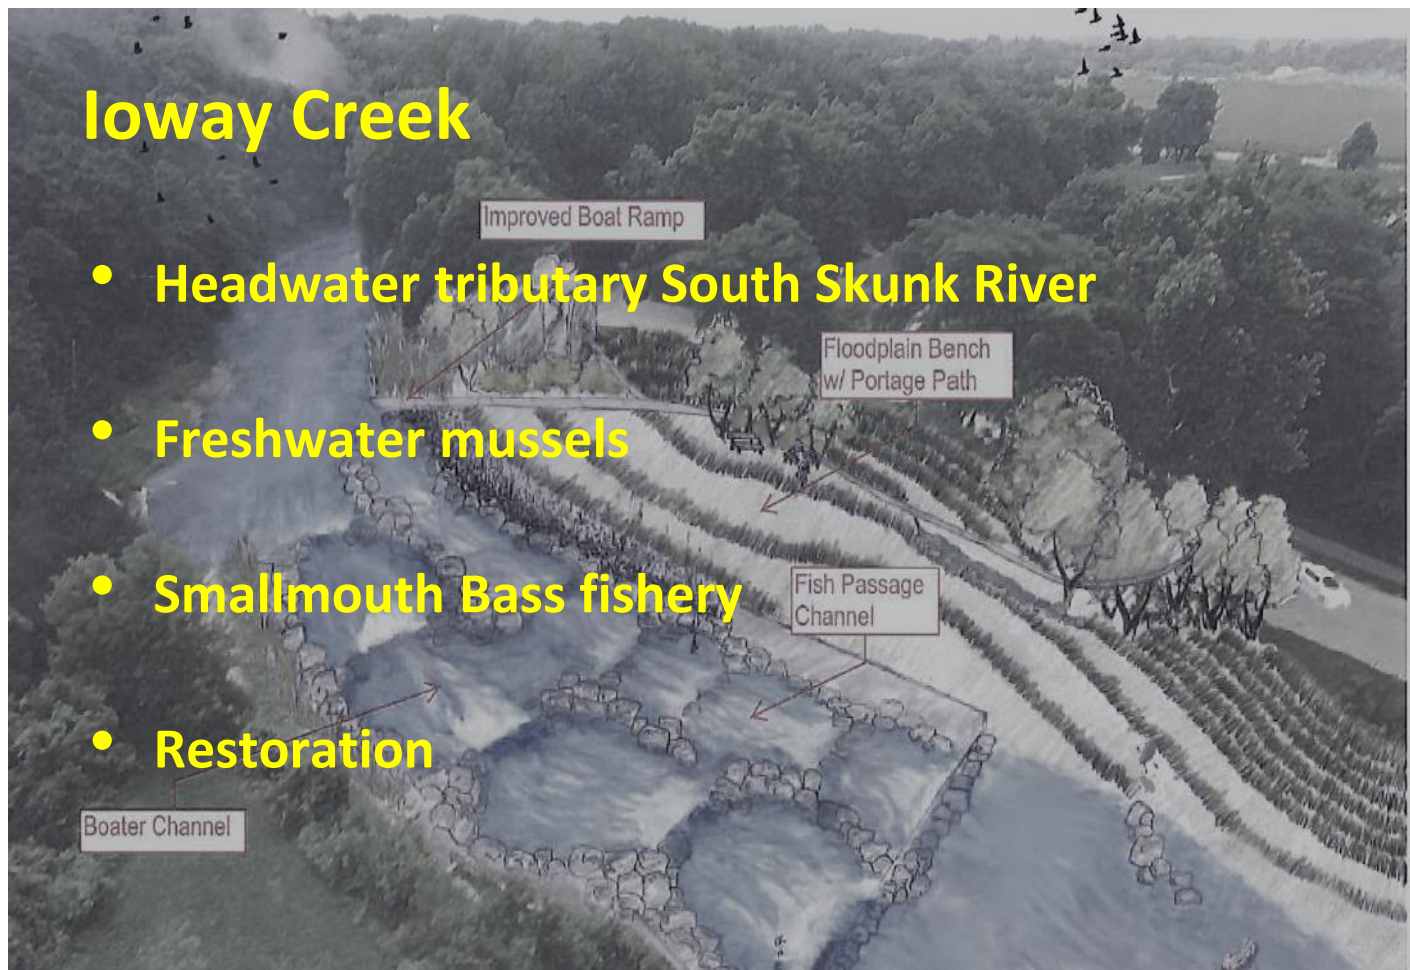 Ioway Creek
Improved Boat Ramp
• Headwater tributary South Skunk River
Floodplain Bench
w/ Portage Path
• Freshwater mussels
Fish Passage
Channel
• Smallmouth Bass fishery
• Restoration
Boater Channel